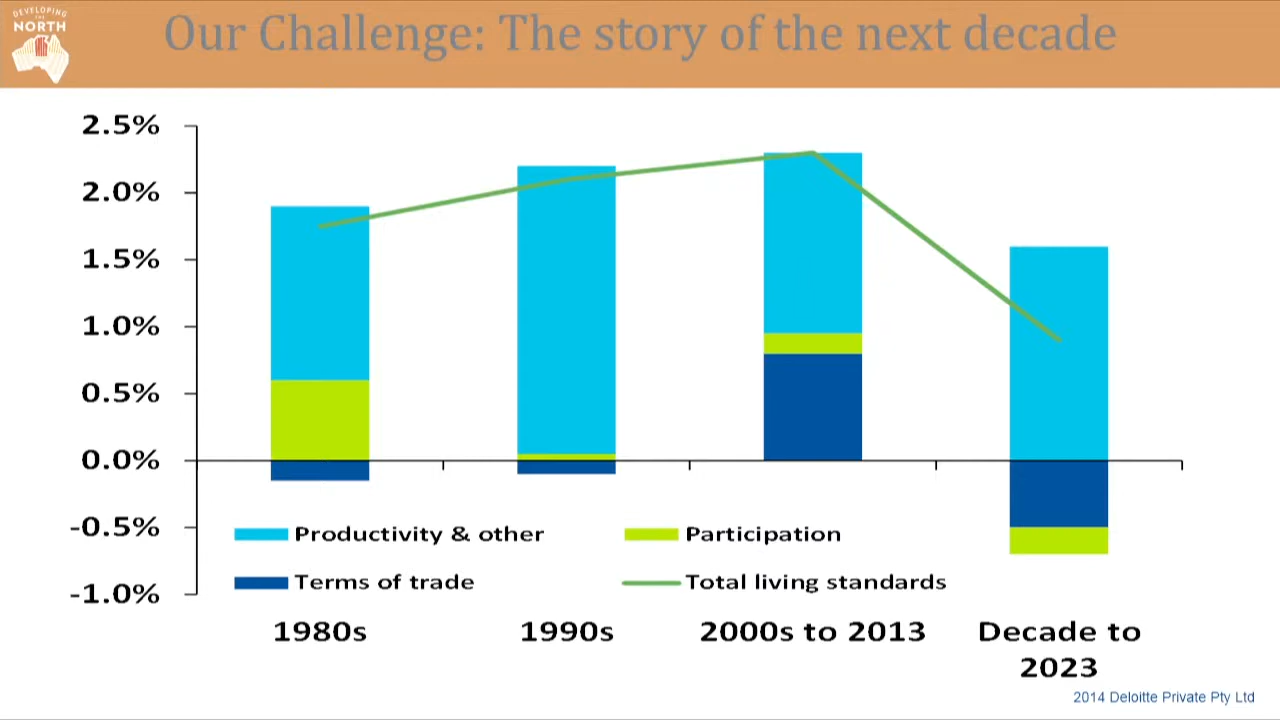 DEVELOPING
THE
NORTH
Our Challenge: The story of the next decade
2.5%
2.0%
1.5%
1.0%
0.5%
0.0%
-0.5%
-1.0%
Productivity & other
Participation
Terms of trade
Total living standards
1980s
1990s
2000s to 2013
Decade to
2023
2014 Deloitte Private Pty Ltd